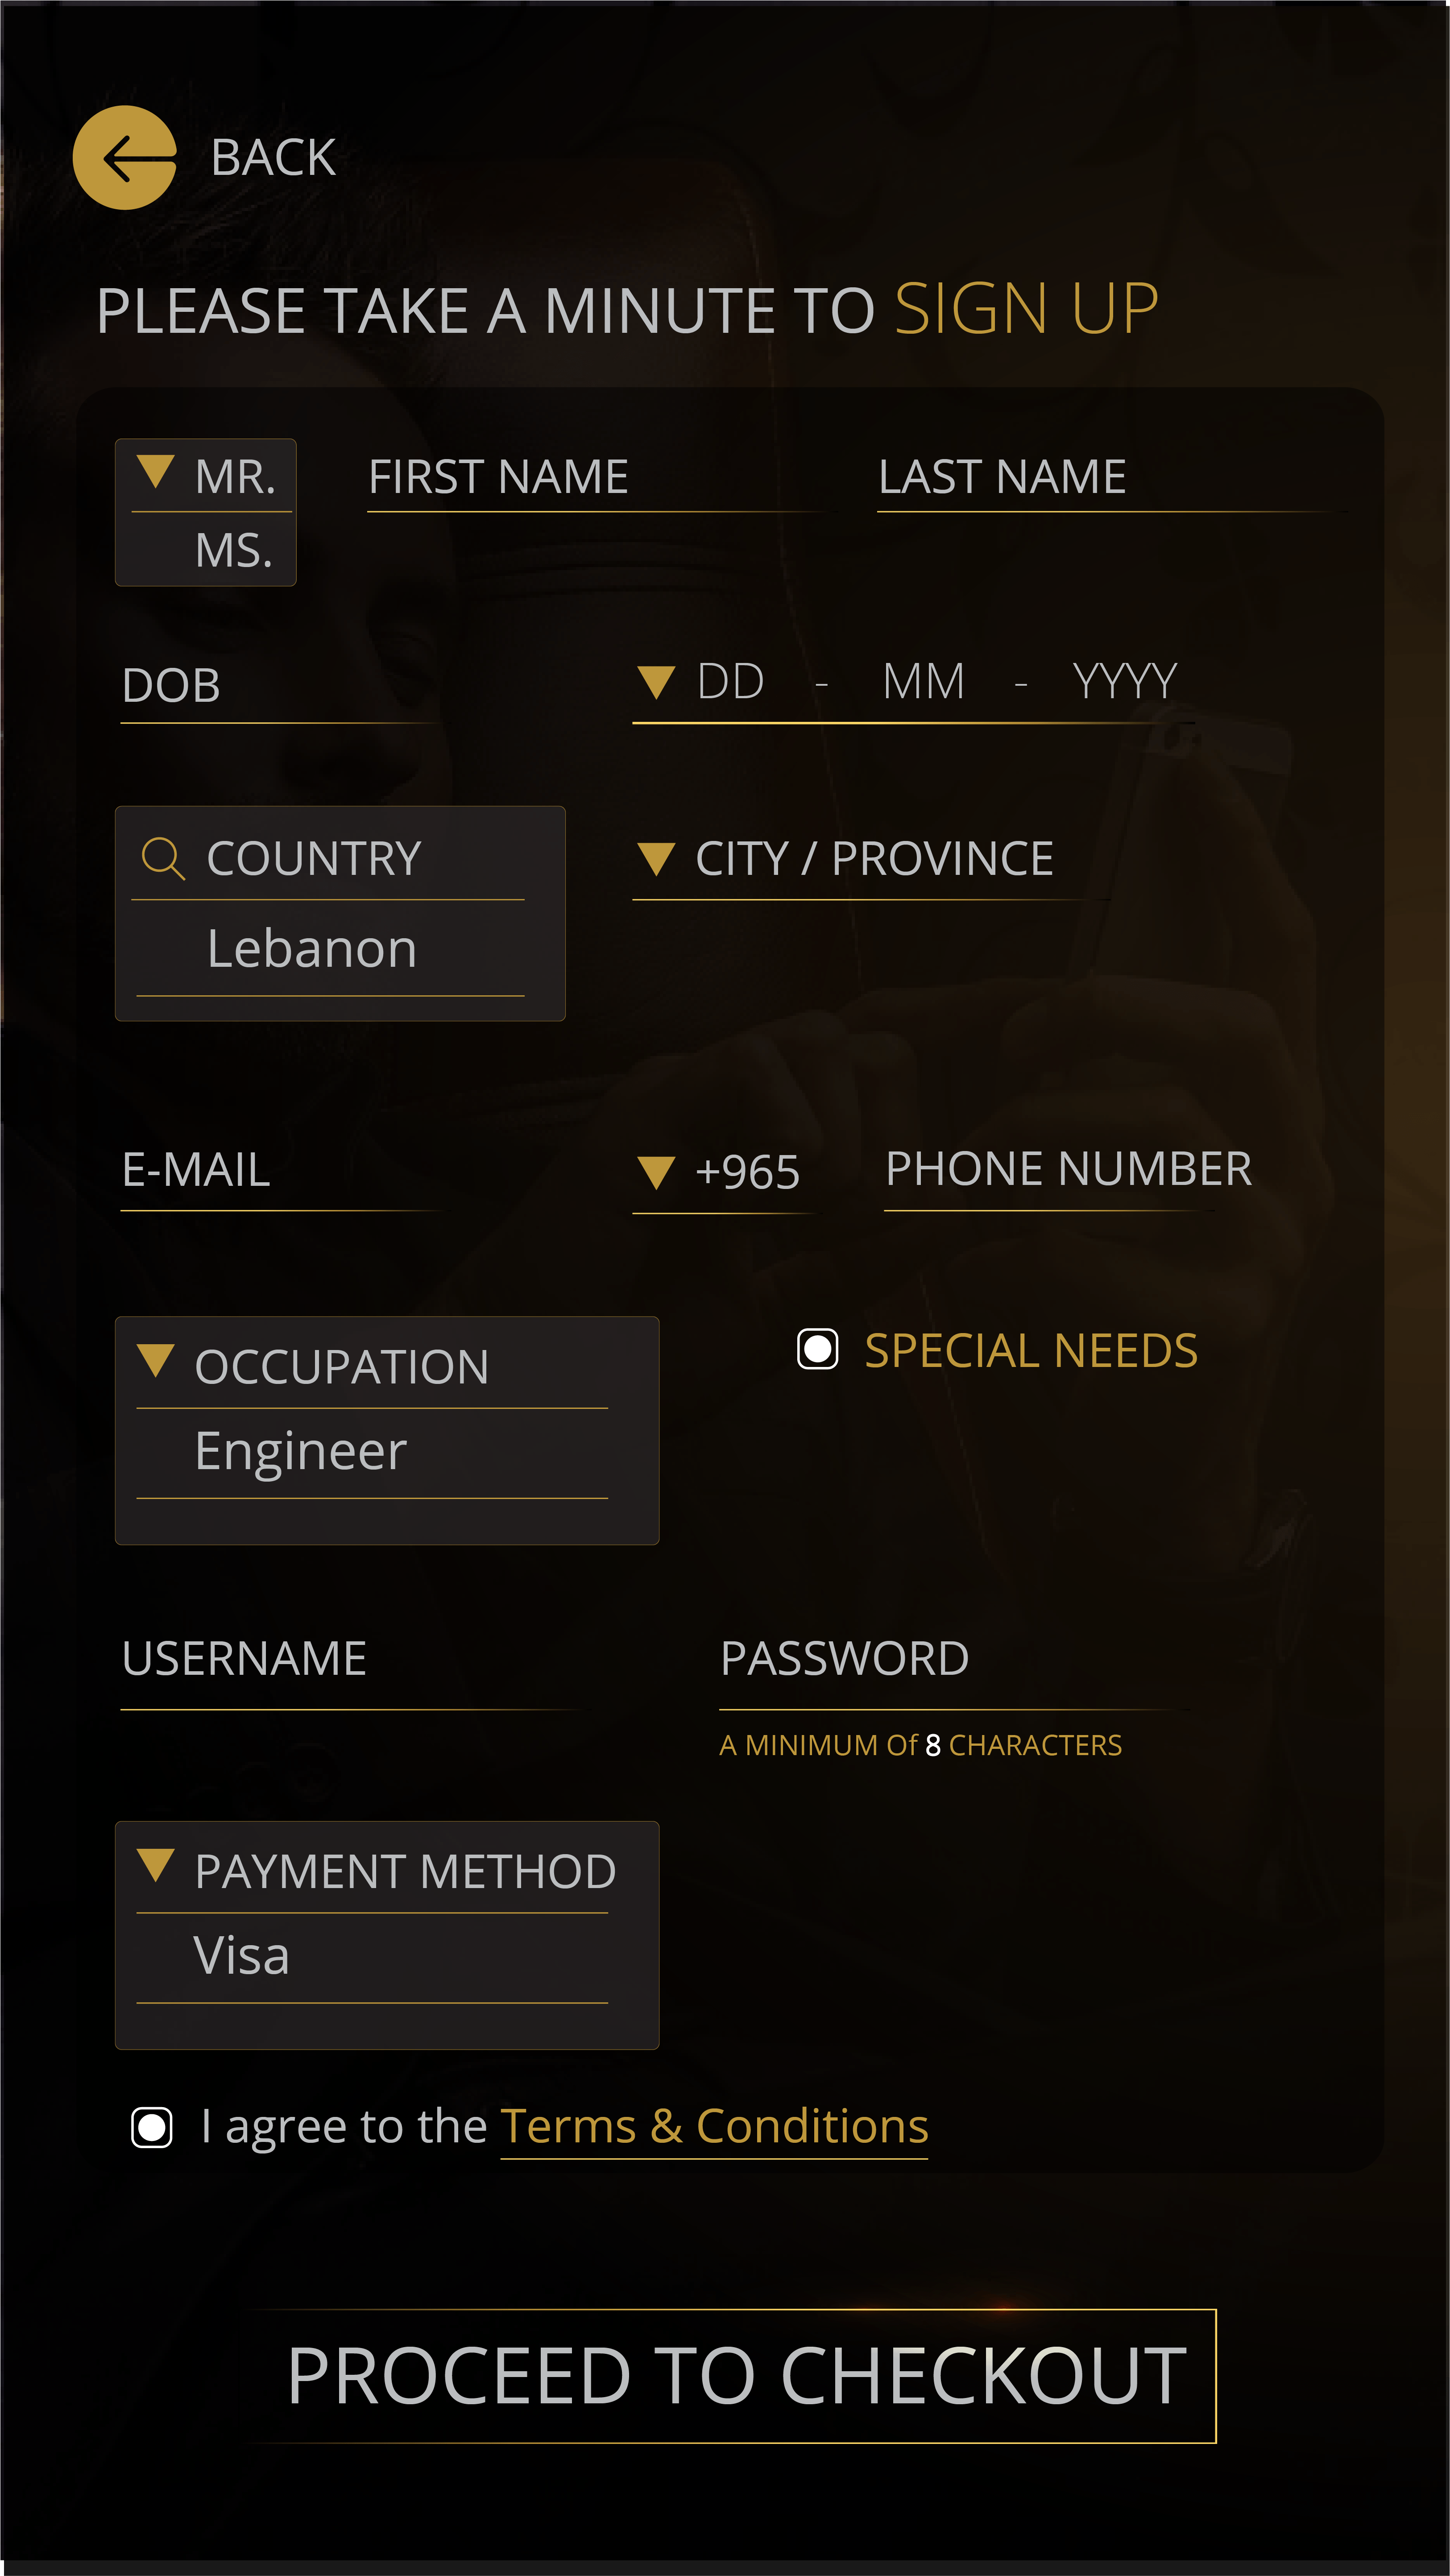 BACK
PLEASE TAKE A MINUTE TO SIGN UP
MR. FIRST NAME LAST NAME
MS.
DOB DD - MM - YYYY
COUNTRY CITY / PROVINCE
Lebanon
E-MAIL +965 PHONE NUMBER
OCCUPATION SPECIAL NEEDS
Engineer
USERNAME PASSWORD
A MINIMUM Of 8 CHARACTERS
PAYMENT METHOD
Visa
I agree to the Terms & Conditions
PROCEED TO CHECKOUT